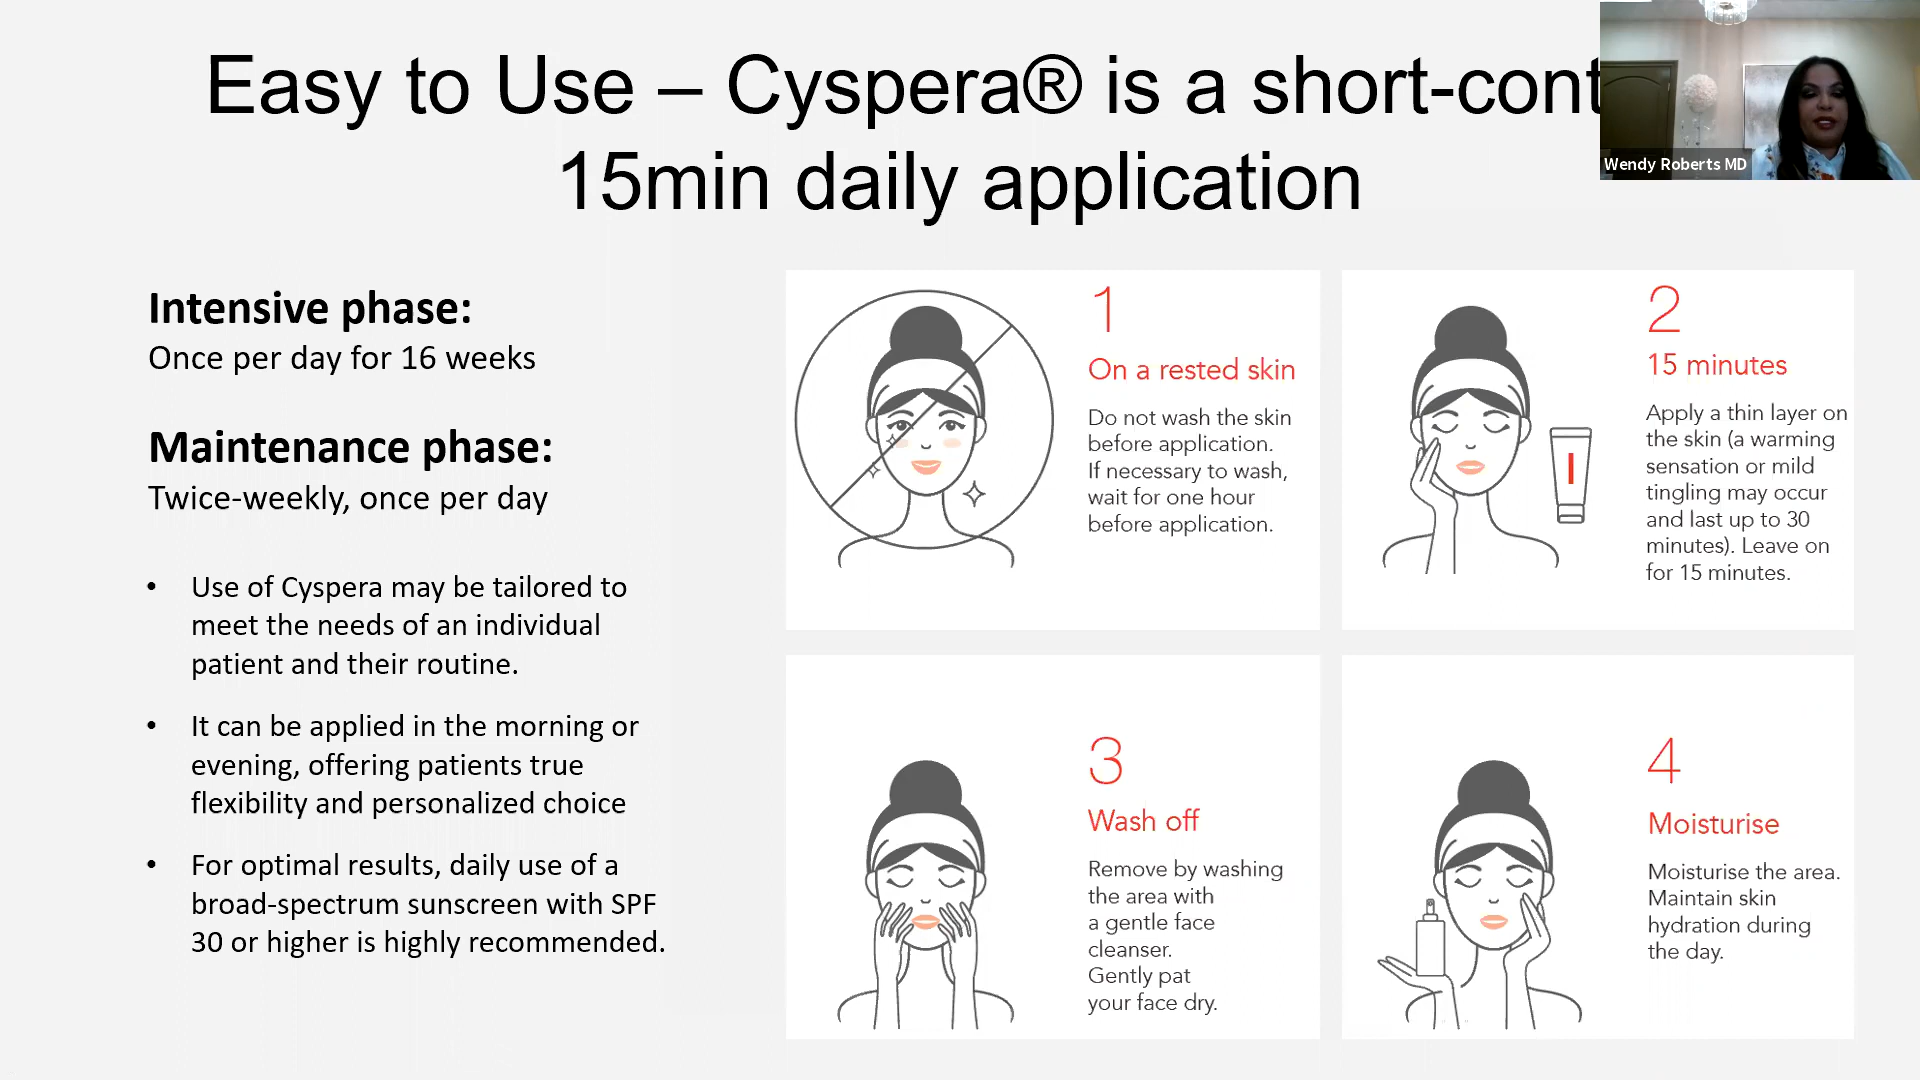 Easy to Use – Cyspera® is a short-cont
15min daily application
Wendy Roberts MD
Intensive phase:
Once per day for 16 weeks
Maintenance phase:
Twice-weekly, once per day
• Use of Cyspera may be tailored to
meet the needs of an individual
patient and their routine.
• It can be applied in the morning or
evening, offering patients true
flexibility and personalized choice
• For optimal results, daily use of a
broad-spectrum sunscreen with SPF
30 or higher is highly recommended.
1
On a rested skin
Do not wash the skin
before application.
If necessary to wash,
wait for one hour
before application.
2
15 minutes
Apply a thin layer on
the skin (a warming
sensation or mild
tingling may occur
and last up to 30
minutes). Leave on
for 15 minutes.
3
Wash off
Remove by washing
the area with
a gentle face
cleanser.
Gently pat
your face dry.
4
Moisturise
Moisturise the area.
Maintain skin
hydration during
the day.